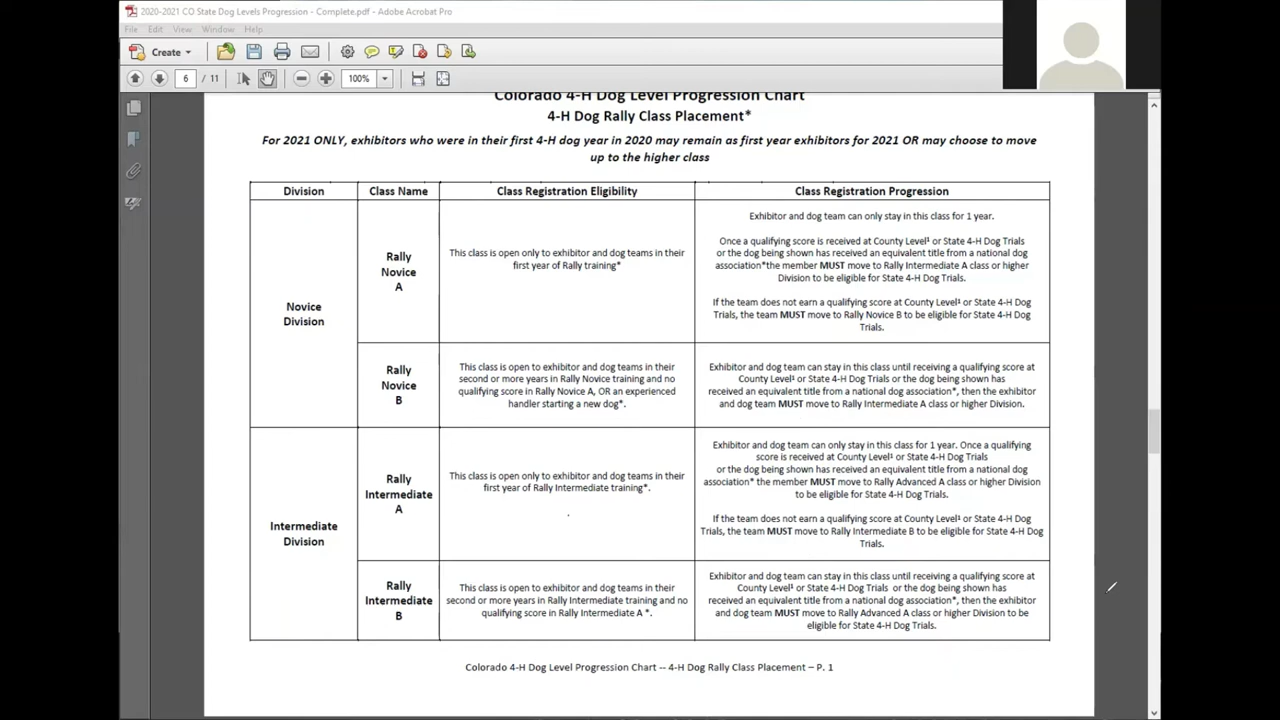 2020-2021 CO State Dog Levels Progression - Complete.pdf - Adobe Acrobat Pro
File Edit View Window Help
Create
6 / 11 100%
Colorado 4-H Dog Level Progression Chart
4-H Dog Rally Class Placement*
For 2021 ONLY, exhibitors who were in their first 4-H dog year in 2020 may remain as first year exhibitors for 2021 OR may choose to move
up to the higher class
Division Class Name Class Registration Eligibility Class Registration Progression
Novice
Division
Rally
Novice
A
This class is open only to exhibitor and dog teams in their
first year of Rally training*
Exhibitor and dog team can only stay in this class for 1 year.
Once a qualifying score is received at County Level¹ or State 4-H Dog Trials
or the dog being shown has received an equivalent title from a national dog
association*the member MUST move to Rally Intermediate A class or higher
Division to be eligible for State 4-H Dog Trials.
If the team does not earn a qualifying score at County Level¹ or State 4-H Dog
Trials, the team MUST move to Rally Novice B to be eligible for State 4-H Dog
Trials.
Rally
Novice
B
This class is open to exhibitor and dog teams in their
second or more years in Rally Novice training and no
qualifying score in Rally Novice A, OR an experienced
handler starting a new dog*.
Exhibitor and dog team can stay in this class until receiving a qualifying score at
County Level¹ or State 4-H Dog Trials or the dog being shown has
received an equivalent title from a national dog association*, then the exhibitor
and dog team MUST move to Rally Intermediate A class or higher Division.
Intermediate
Division
Rally
Intermediate
A
This class is open only to exhibitor and dog teams in their
first year of Rally Intermediate training*.
Exhibitor and dog team can only stay in this class for 1 year. Once a qualifying
score is received at County Level¹ or State 4-H Dog Trials
or the dog being shown has received an equivalent title from a national dog
association* the member MUST move to Rally Advanced A class or higher Division
to be eligible for State 4-H Dog Trials.
If the team does not earn a qualifying score at County Level¹ or State 4-H Dog
Trials, the team MUST move to Rally Intermediate B to be eligible for State 4-H Dog
Trials.
Rally
Intermediate
B
This class is open to exhibitor and dog teams in their
second or more years in Rally Intermediate training and no
qualifying score in Rally Intermediate A *.
Exhibitor and dog team can stay in this class until receiving a qualifying score at
County Level¹ or State 4-H Dog Trials or the dog being shown has
received an equivalent title from a national dog association*, then the exhibitor
and dog team MUST move to Rally Advanced A class or higher Division to be
eligible for State 4-H Dog Trials.
Colorado 4-H Dog Level Progression Chart -- 4-H Dog Rally Class Placement – P. 1